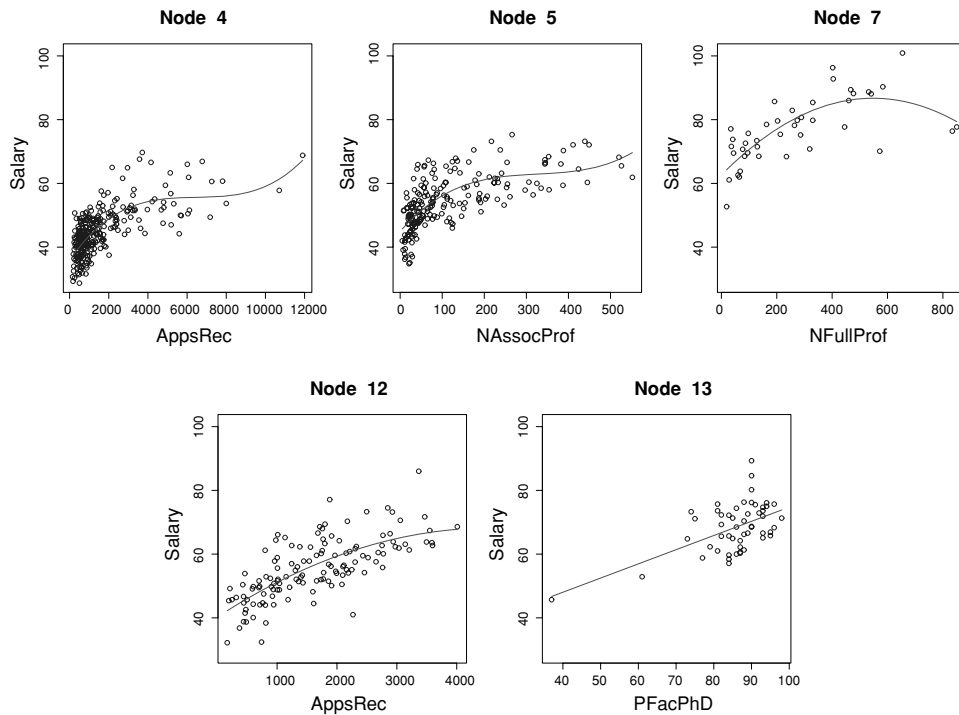 Node 4
Node 5
Node 7
Salary
40 60 80 100
0 2000 4000 6000 8000 10000 12000
AppsRec
Salary
40 60 80 100
0 100 200 300 400 500
NAssocProf
Salary
40 60 80 100
0 200 400 600 800
NFullProf
Node 12
Node 13
Salary
40 60 80 100
1000 2000 3000 4000
AppsRec
Salary
40 60 80 100
40 50 60 70 80 90 100
PFacPhD